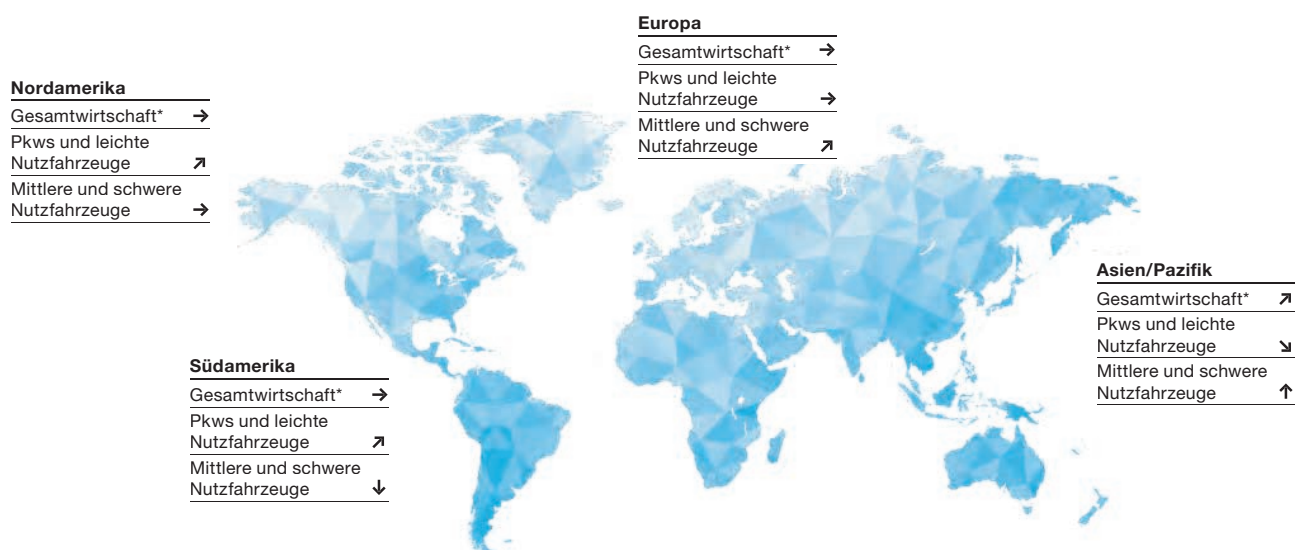 Europa
Gesamtwirtschaft* →
Pkws und leichte
Nutzfahrzeuge →
Mittlere und schwere
Nutzfahrzeuge ↗
Nordamerika
Gesamtwirtschaft* →
Pkws und leichte
Nutzfahrzeuge ↗
Mittlere und schwere
Nutzfahrzeuge →
Asien/Pazifik
Gesamtwirtschaft* ↗
Pkws und leichte
Nutzfahrzeuge ↘
Mittlere und schwere
Nutzfahrzeuge ↑
Südamerika
Gesamtwirtschaft* →
Pkws und leichte
Nutzfahrzeuge ↗
Mittlere und schwere
Nutzfahrzeuge ↓